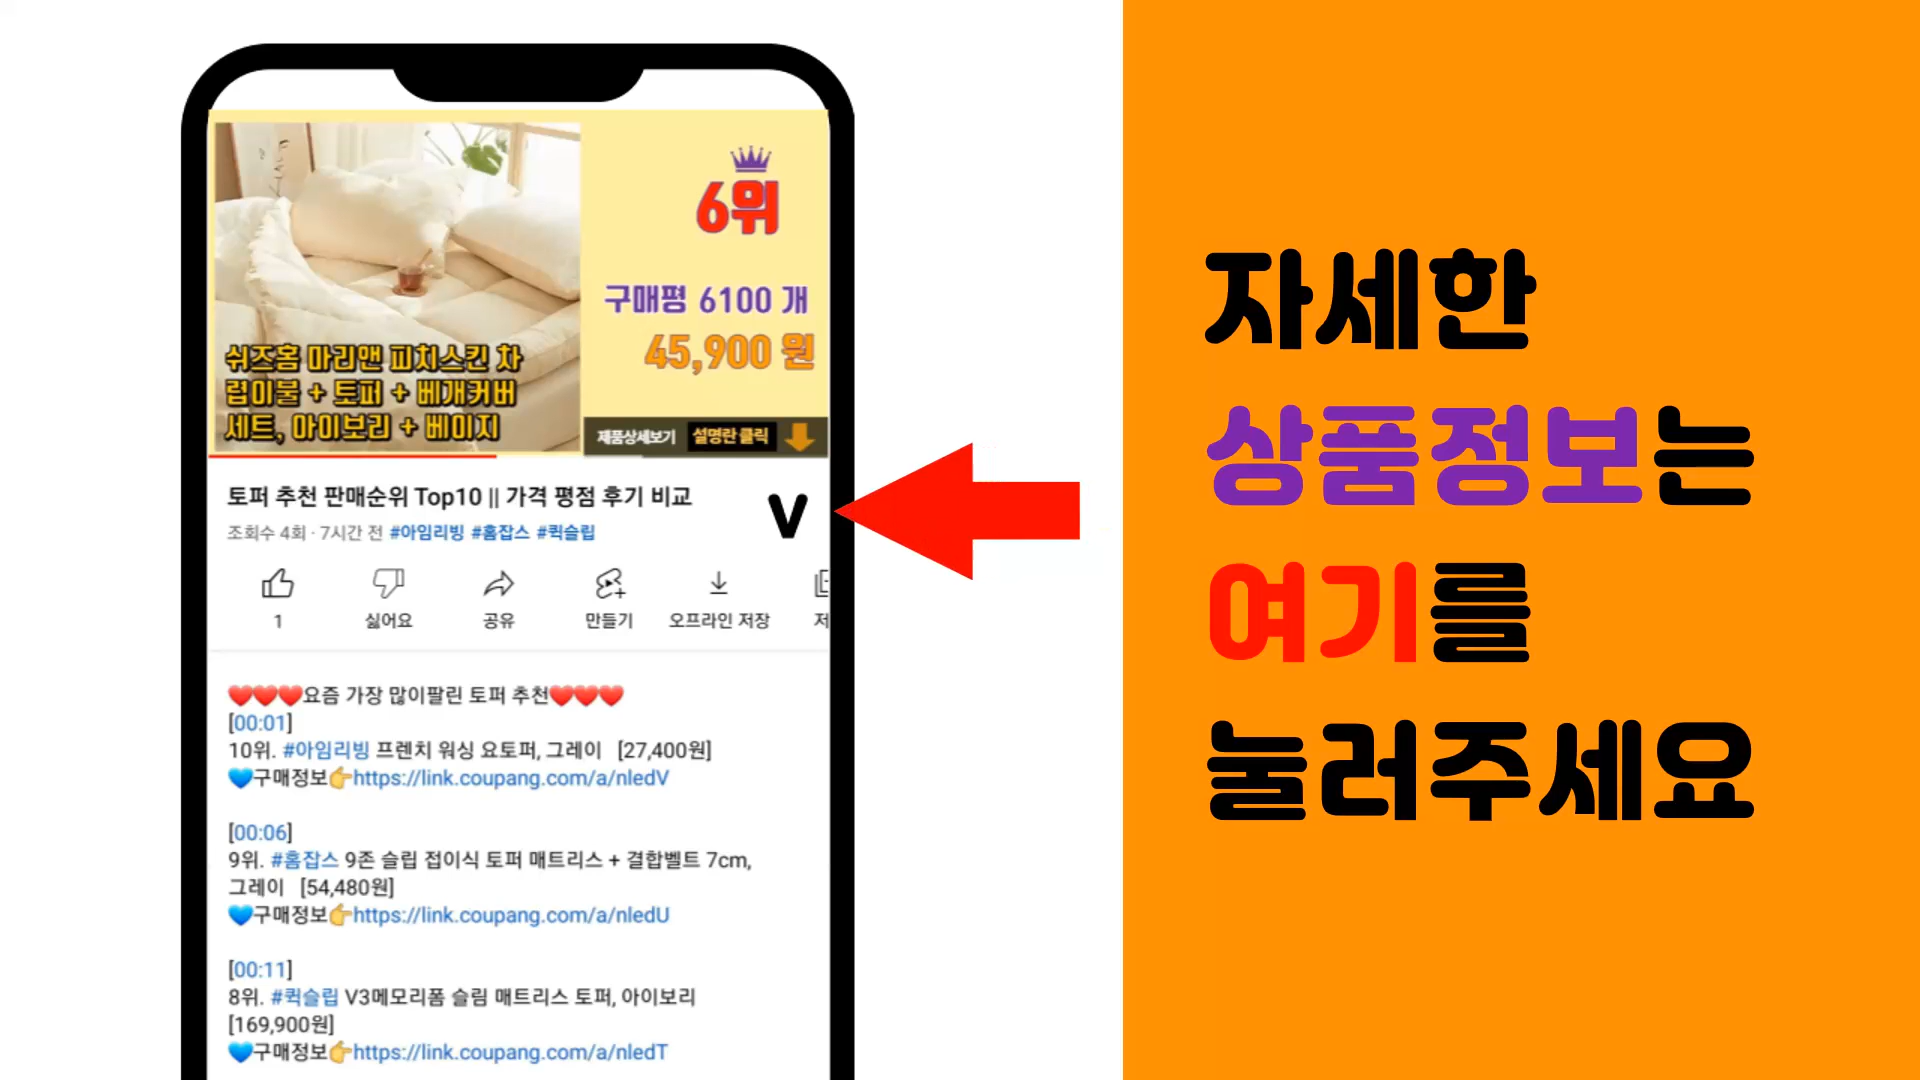 6위
구매평 6100 개
45,900 원
쉬즈홈 마리앤 피치스킨 차
렵이불 + 토퍼 + 베개커버
세트, 아이보리 + 베이지
제품상세보기 설명란 클릭
토퍼 추천 판매순위 Top10 || 가격 평점 후기 비교
V
조회수 4회 · 7시간 전 #아임리빙 #홈잡스 #퀵슬립
1 싫어요 공유 만들기 오프라인 저장 저
❤️❤️❤️요즘 가장 많이팔린 토퍼 추천❤️❤️❤️
[00:01]
10위. #아임리빙 프렌치 워싱 요토퍼, 그레이 [27,400원]
💙구매정보👉https://link.coupang.com/a/nledV
[00:06]
9위. #홈잡스 9존 슬립 접이식 토퍼 매트리스 + 결합벨트 7cm,
그레이 [54,480원]
💙구매정보👉https://link.coupang.com/a/nledU
[00:11]
8위. #퀵슬립 V3메모리폼 슬림 매트리스 토퍼, 아이보리
[169,900원]
💙구매정보👉https://link.coupang.com/a/nledT
자세한
상품정보는
여기를
눌러주세요